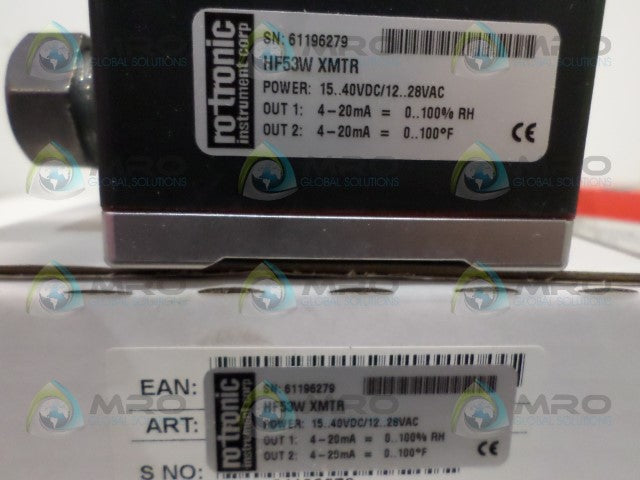 rotronic
instrument corp
SN: 61196279
HF53W XMTR
POWER: 15..40VDC/12..28VAC
OUT 1: 4-20mA = 0..100% RH
OUT 2: 4-20mA = 0..100°F
CE
MRO
GLOBAL SOLUTIONS
EAN:
ART:
S NO:
rotronic
instrument corp
SN: 61196279
HF53W XMTR
POWER: 15..40VDC/12..28VAC
OUT 1: 4-20mA = 0..100% RH
OUT 2: 4-20mA = 0..100°F
CE